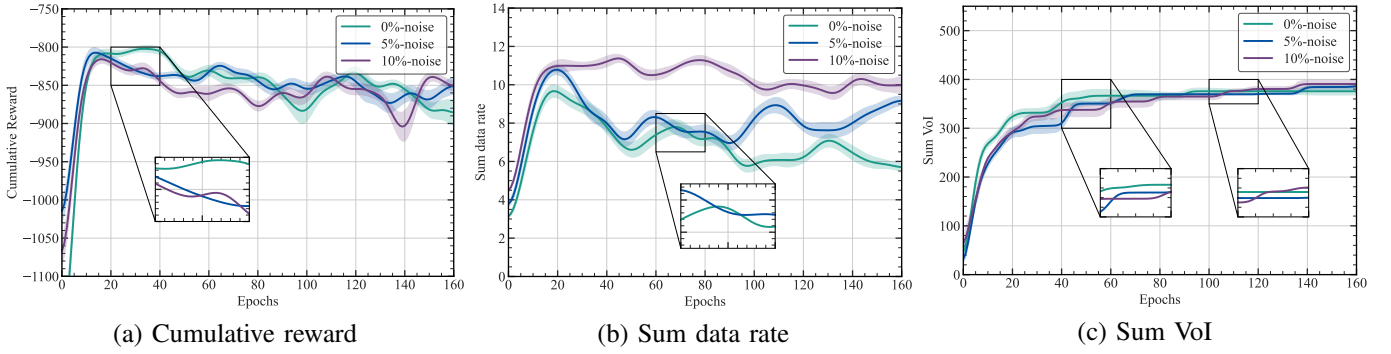 −750
−800
−850
−900
−950
−1000
−1050
−1100
Cumulative Reward
0%-noise
5%-noise
10%-noise
0 20 40 60 80 100 120 140 160
Epochs
(a) Cumulative reward
14
12
10
8
6
4
2
0
Sum data rate
0%-noise
5%-noise
10%-noise
0 20 40 60 80 100 120 140 160
Epochs
(b) Sum data rate
500
400
300
200
100
0
Sum VoI
0%-noise
5%-noise
10%-noise
0 20 40 60 80 100 120 140 160
Epochs
(c) Sum VoI